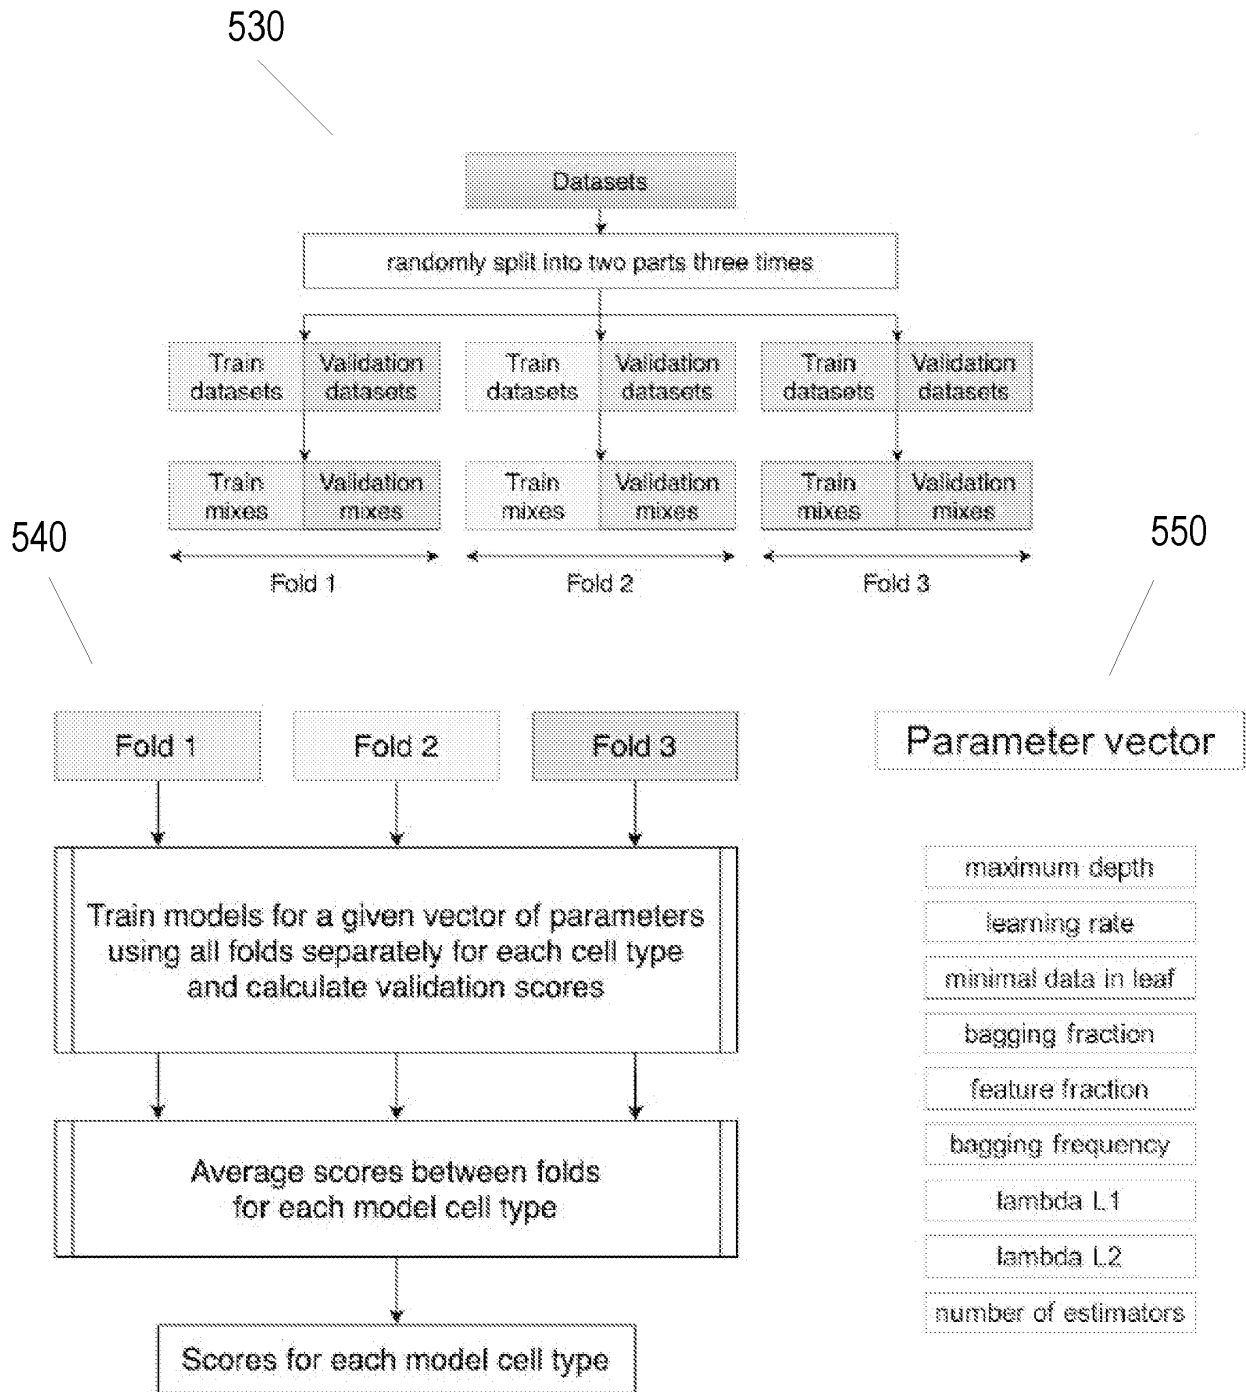 530
Datasets
randomly split into two parts three times
Train
datasets
Validation
datasets
Train
datasets
Validation
datasets
Train
datasets
Validation
datasets
Train
mixes
Validation
mixes
Train
mixes
Validation
mixes
Train
mixes
Validation
mixes
Fold 1
Fold 2
Fold 3
540
Fold 1
Fold 2
Fold 3
Train models for a given vector of parameters
using all folds separately for each cell type
and calculate validation scores
Average scores between folds
for each model cell type
Scores for each model cell type
550
Parameter vector
maximum depth
learning rate
minimal data in leaf
bagging fraction
feature fraction
bagging frequency
lambda L1
lambda L2
number of estimators